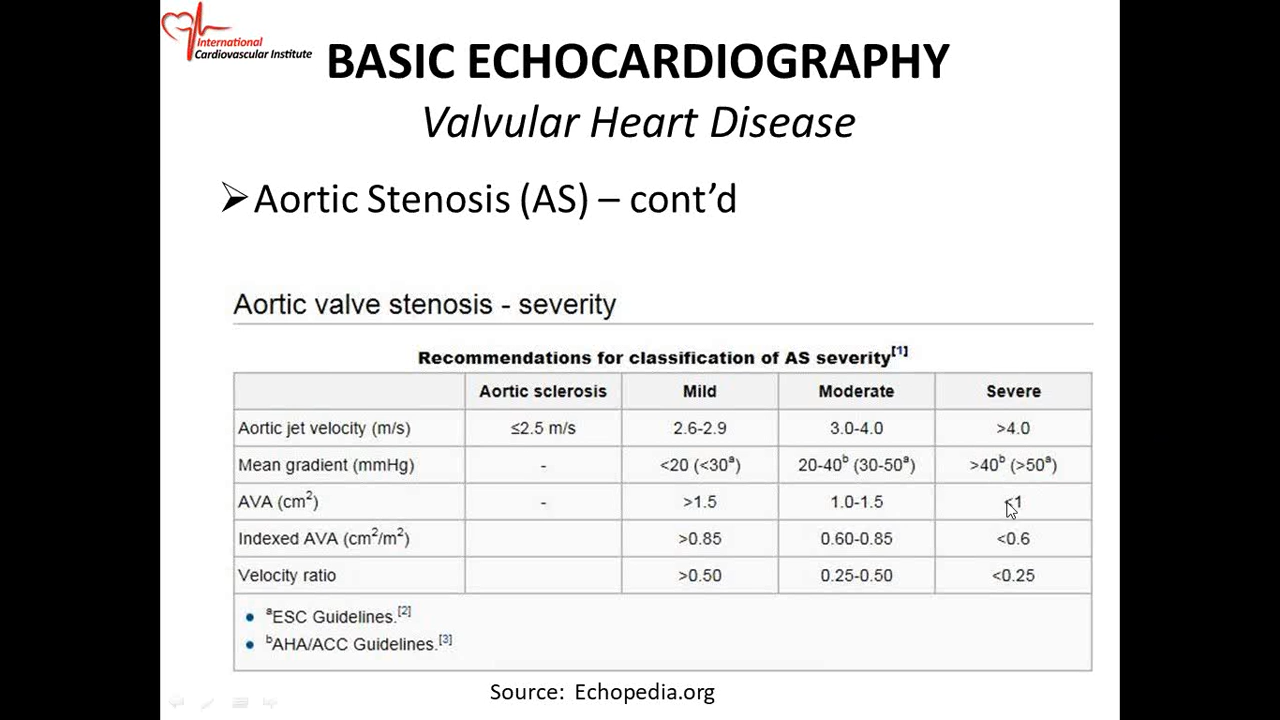 International
Cardiovascular Institute
BASIC ECHOCARDIOGRAPHY
Valvular Heart Disease
➢Aortic Stenosis (AS) – cont’d
Aortic valve stenosis - severity
Recommendations for classification of AS severity[1]
Aortic sclerosis Mild Moderate Severe
Aortic jet velocity (m/s) ≤2.5 m/s 2.6-2.9 3.0-4.0 >4.0
Mean gradient (mmHg) - <20 (<30ª) 20-40ᵇ (30-50ª) >40ᵇ (>50ª)
AVA (cm²) - >1.5 1.0-1.5 <1
Indexed AVA (cm²/m²) >0.85 0.60-0.85 <0.6
Velocity ratio >0.50 0.25-0.50 <0.25
• ªESC Guidelines.[2]
• ᵇAHA/ACC Guidelines.[3]
Source: Echopedia.org